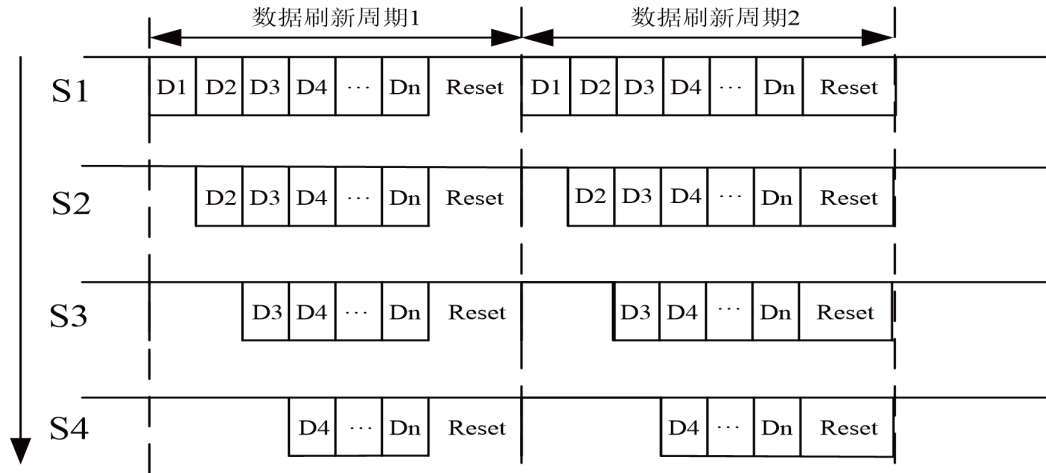 数据刷新周期1 数据刷新周期2
S1 D1 D2 D3 D4 ··· Dn Reset D1 D2 D3 D4 ··· Dn Reset
S2 D2 D3 D4 ··· Dn Reset D2 D3 D4 ··· Dn Reset
S3 D3 D4 ··· Dn Reset D3 D4 ··· Dn Reset
S4 D4 ··· Dn Reset D4 ··· Dn Reset